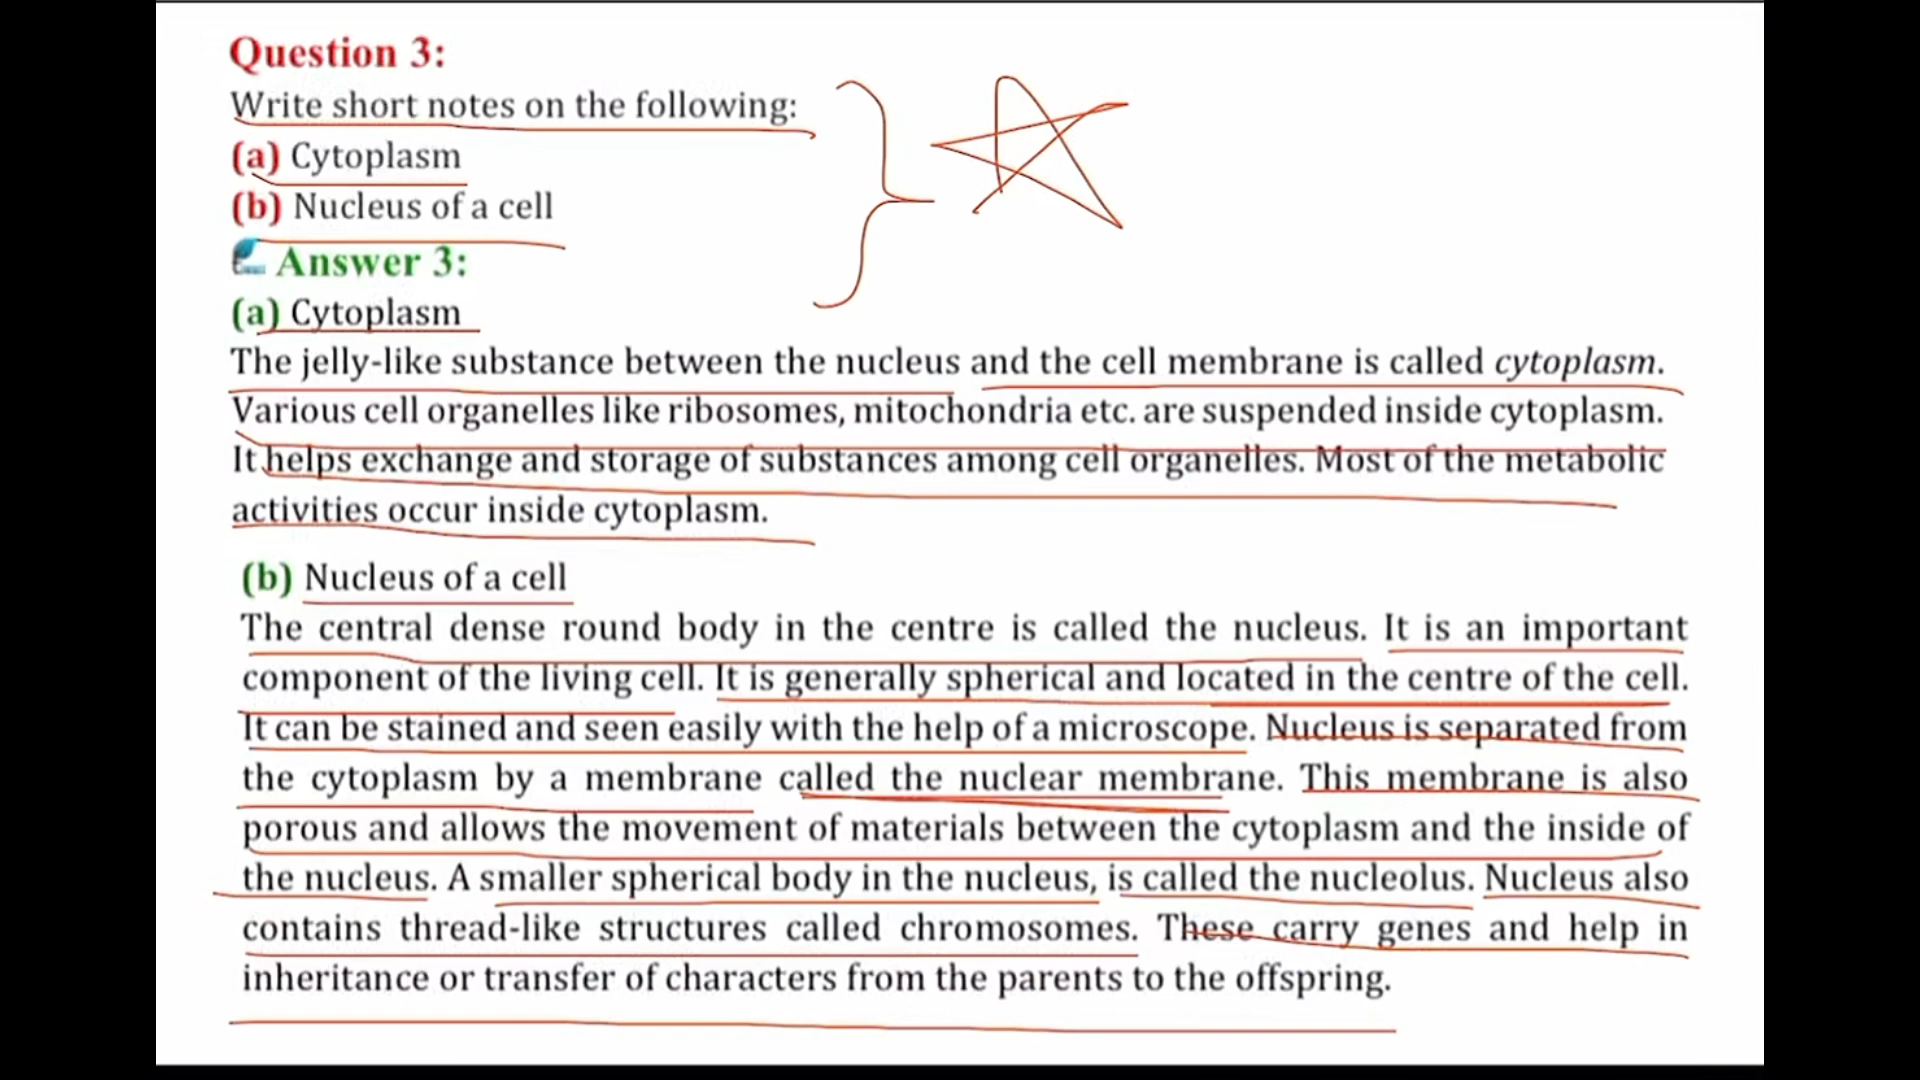 Question 3:
Write short notes on the following:
(a) Cytoplasm
(b) Nucleus of a cell
Answer 3:
(a) Cytoplasm
The jelly-like substance between the nucleus and the cell membrane is called cytoplasm.
Various cell organelles like ribosomes, mitochondria etc. are suspended inside cytoplasm.
It helps exchange and storage of substances among cell organelles. Most of the metabolic
activities occur inside cytoplasm.
(b) Nucleus of a cell
The central dense round body in the centre is called the nucleus. It is an important
component of the living cell. It is generally spherical and located in the centre of the cell.
It can be stained and seen easily with the help of a microscope. Nucleus is separated from
the cytoplasm by a membrane called the nuclear membrane. This membrane is also
porous and allows the movement of materials between the cytoplasm and the inside of
the nucleus. A smaller spherical body in the nucleus, is called the nucleolus. Nucleus also
contains thread-like structures called chromosomes. These carry genes and help in
inheritance or transfer of characters from the parents to the offspring.